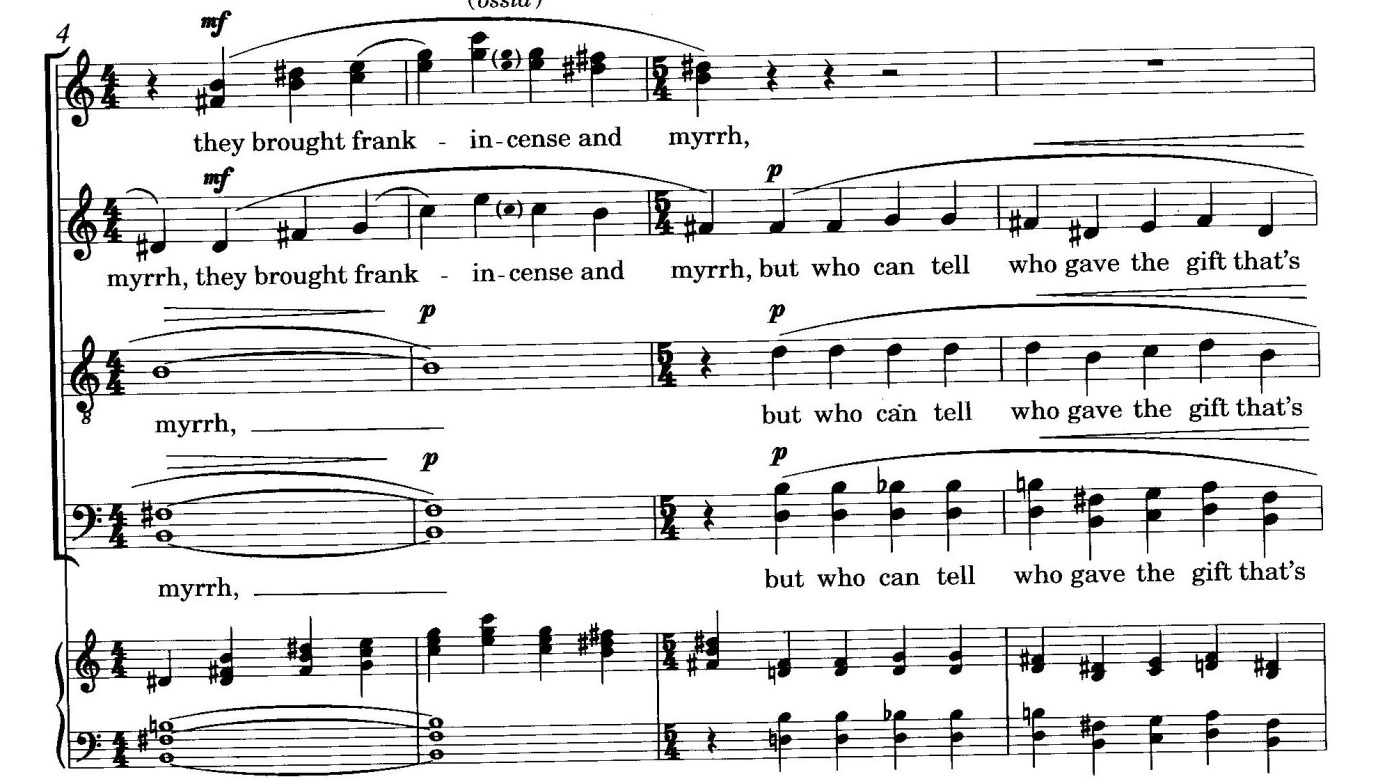 (ossia)
4
mf
they brought frank - in-cense and myrrh,
mf
p
myrrh, they brought frank - in-cense and myrrh, but who can tell who gave the gift that's
p
p
myrrh, but who can tell who gave the gift that's
p
p
myrrh, but who can tell who gave the gift that's